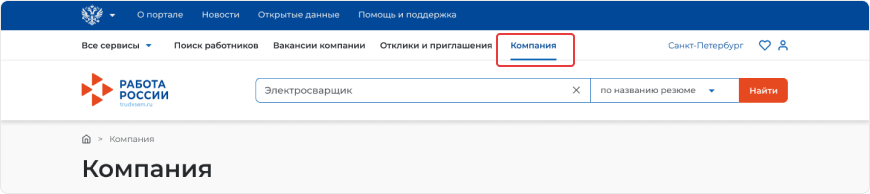 О портале Новости Открытые данные Помощь и поддержка
Все сервисы Поиск работников Вакансии компании Отклики и приглашения Компания Санкт-Петербург
РАБОТА
РОССИИ
trudvsem.ru
Электросварщик × по названию резюме Найти
> Компания
Компания